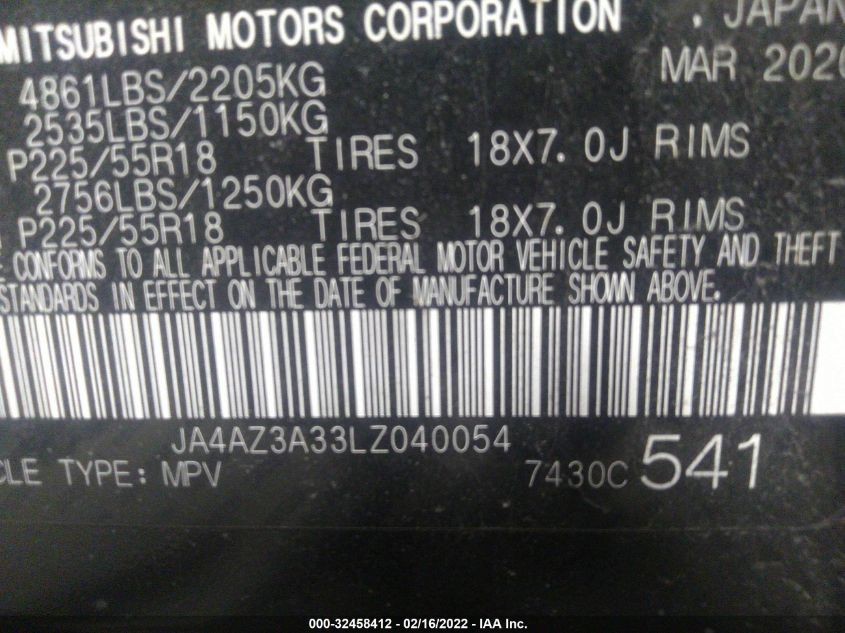 MITSUBISHI MOTORS CORPORATION , JAPAN
4861LBS/2205KG MAR 2020
2535LBS/1150KG
P225/55R18 TIRES 18X7.0J RIMS
2756LBS/1250KG
P225/55R18 TIRES 18X7.0J RIMS
CONFORMS TO ALL APPLICABLE FEDERAL MOTOR VEHICLE SAFETY AND THEFT
STANDARDS IN EFFECT ON THE DATE OF MANUFACTURE SHOWN ABOVE.
JA4AZ3A33LZ040054
CLE TYPE: MPV 7430C 541
000-32458412 - 02/16/2022 - IAA Inc.